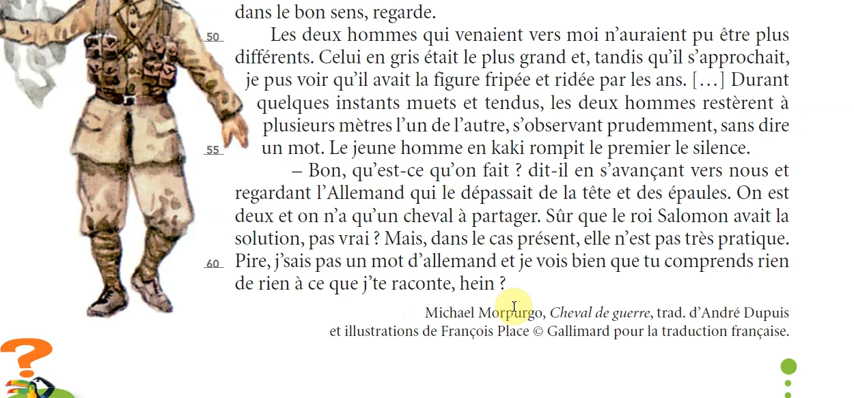 dans le bon sens, regarde.
50
Les deux hommes qui venaient vers moi n'auraient pu être plus
différents. Celui en gris était le plus grand et, tandis qu'il s'approchait,
je pus voir qu'il avait la figure fripée et ridée par les ans. […] Durant
quelques instants muets et tendus, les deux hommes restèrent à
plusieurs mètres l'un de l'autre, s'observant prudemment, sans dire
55
un mot. Le jeune homme en kaki rompit le premier le silence.
– Bon, qu'est-ce qu'on fait ? dit-il en s'avançant vers nous et
regardant l'Allemand qui le dépassait de la tête et des épaules. On est
deux et on n'a qu'un cheval à partager. Sûr que le roi Salomon avait la
solution, pas vrai ? Mais, dans le cas présent, elle n'est pas très pratique.
60
Pire, j'sais pas un mot d'allemand et je vois bien que tu comprends rien
de rien à ce que j'te raconte, hein ?
Michael Morpurgo, Cheval de guerre, trad. d'André Dupuis
et illustrations de François Place © Gallimard pour la traduction française.
?